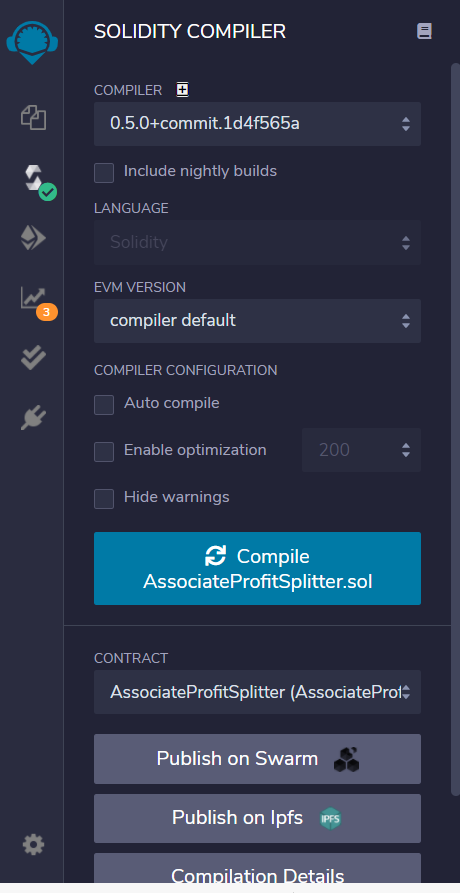 SOLIDITY COMPILER
COMPILER
0.5.0+commit.1d4f565a
Include nightly builds
LANGUAGE
Solidity
EVM VERSION
compiler default
3
COMPILER CONFIGURATION
Auto compile
Enable optimization 200
Hide warnings
Compile
AssociateProfitSplitter.sol
CONTRACT
AssociateProfitSplitter (AssociateProf
Publish on Swarm
Publish on Ipfs IPFS
Compilation Details